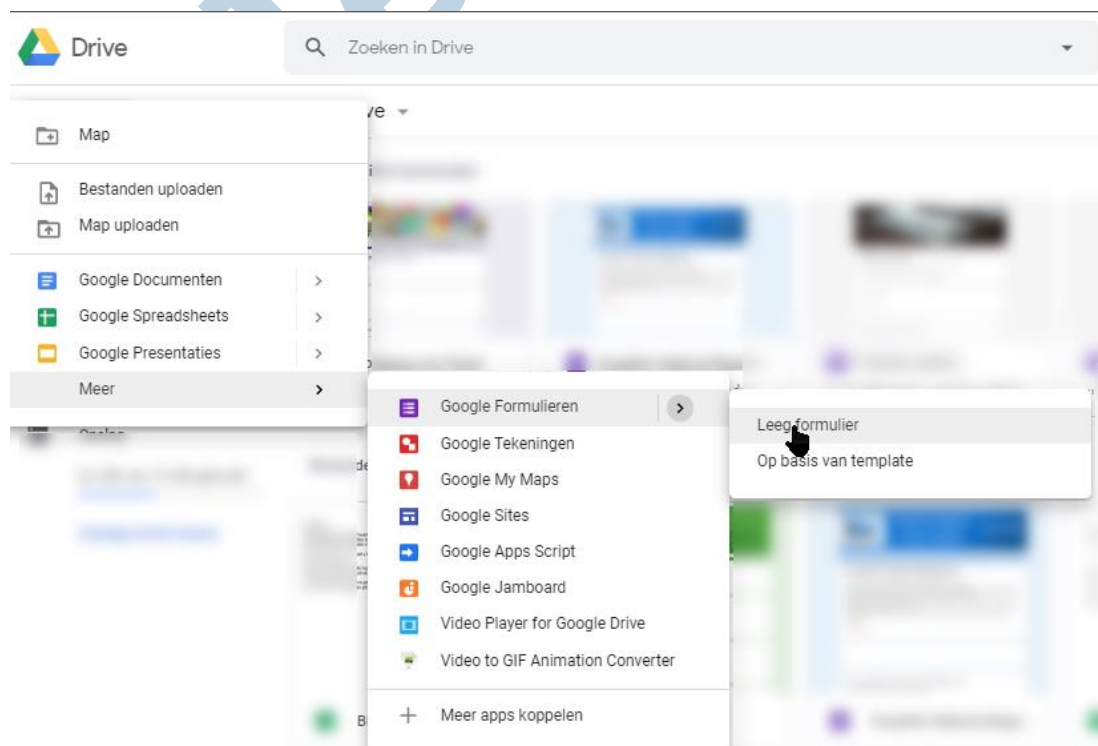 Drive
Zoeken in Drive
ve
Map
Bestanden uploaden
Map uploaden
Google Documenten
Google Spreadsheets
Google Presentaties
Meer
Google Formulieren
Google Tekeningen
Google My Maps
Google Sites
Google Apps Script
Google Jamboard
Video Player for Google Drive
Video to GIF Animation Converter
Meer apps koppelen
Leeg formulier
Op basis van template